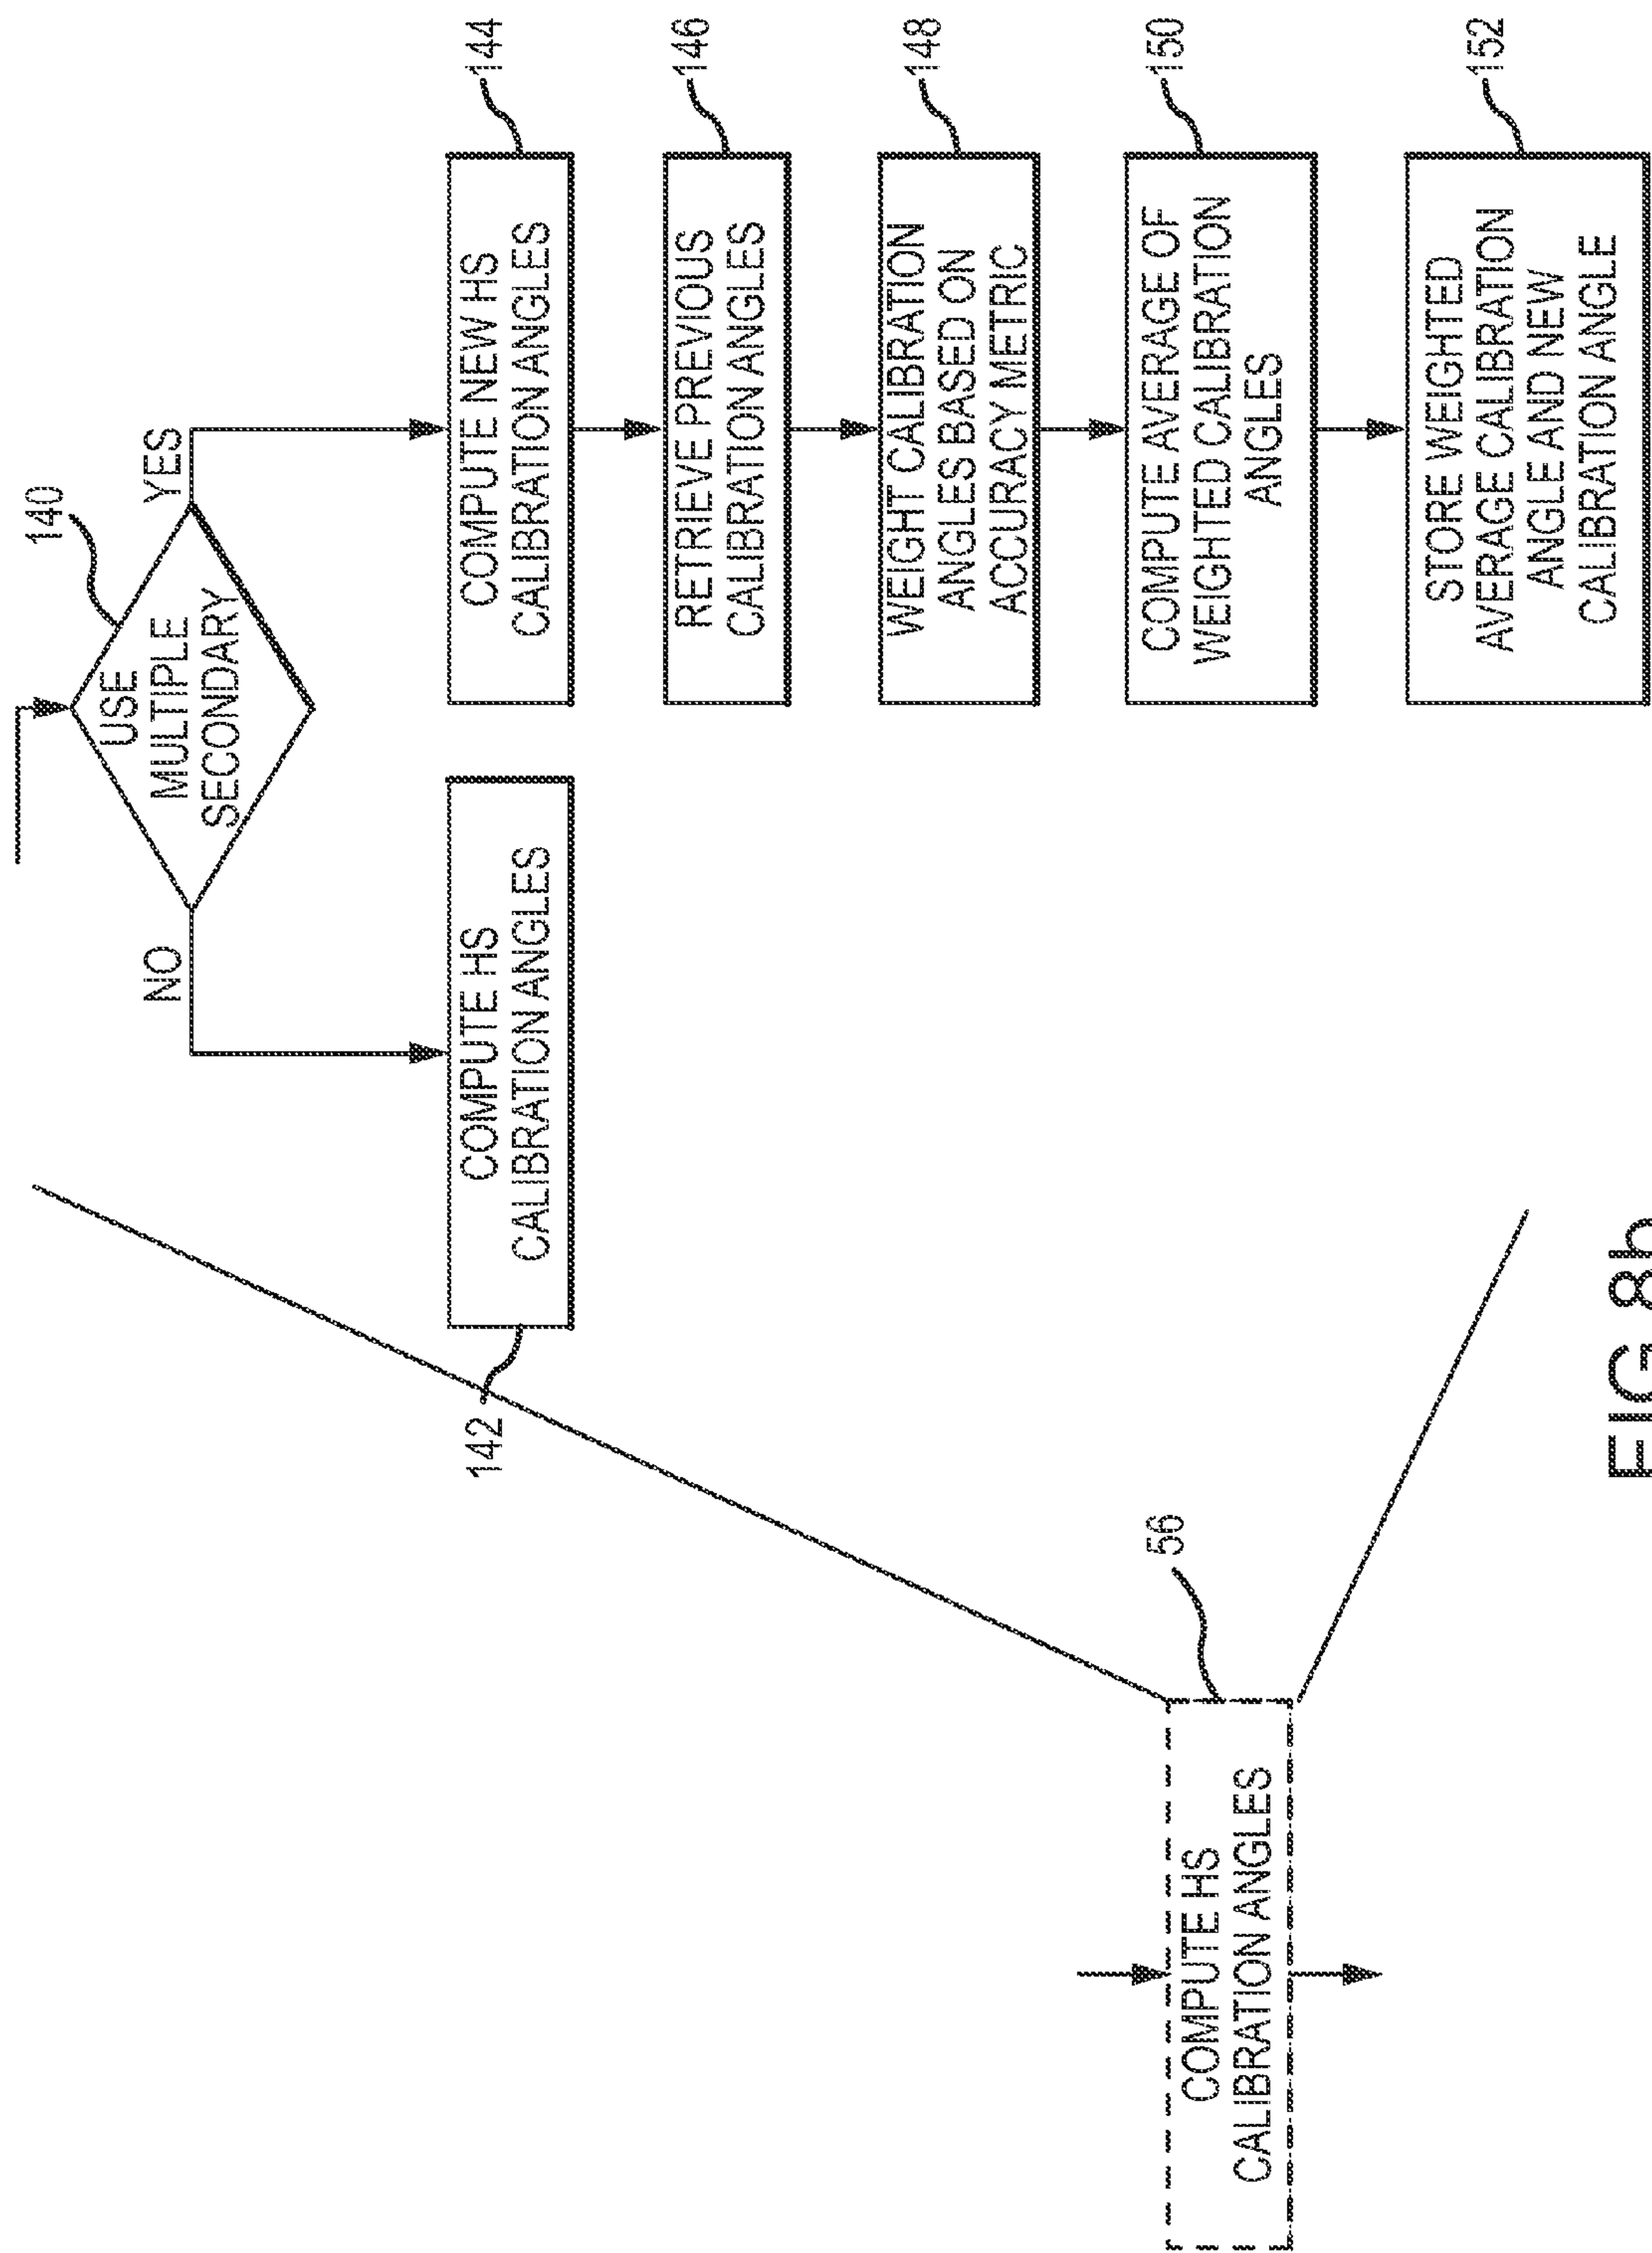 140
USE
MULTIPLE
SECONDARY
NO
YES
142
COMPUTE HS
CALIBRATION ANGLES
COMPUTE NEW HS
CALIBRATION ANGLES
144
RETRIEVE PREVIOUS
CALIBRATION ANGLES
146
WEIGHT CALIBRATION
ANGLES BASED ON
ACCURACY METRIC
148
COMPUTE AVERAGE OF
WEIGHTED CALIBRATION
ANGLES
150
STORE WEIGHTED
AVERAGE CALIBRATION
ANGLE AND NEW
CALIBRATION ANGLE
152
56
COMPUTE HS
CALIBRATION ANGLES
FIG 8b